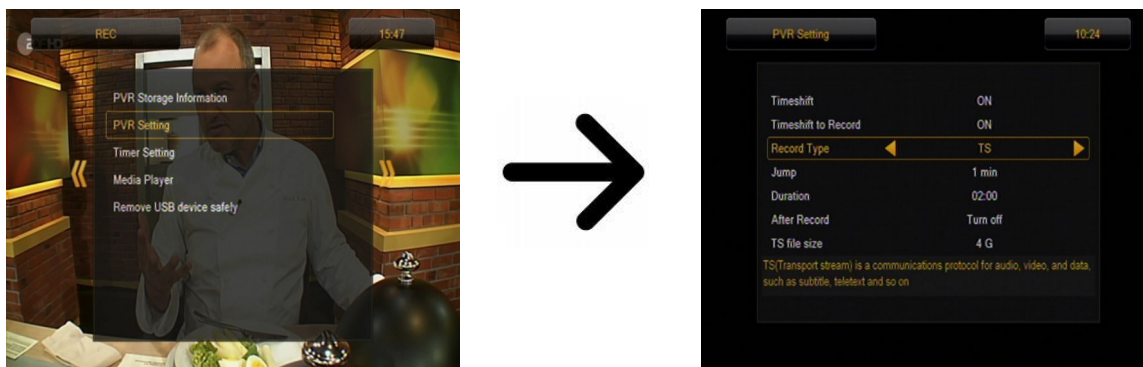 REC
15:47
PVR Storage Information
PVR Setting
Timer Setting
Media Player
Remove USB device safely
PVR Setting
10:24
Timeshift ON
Timeshift to Record ON
Record Type TS
Jump 1 min
Duration 02:00
After Record Turn off
TS file size 4 G
TS(Transport stream) is a communications protocol for audio, video, and data,
such as subtitle, teletext and so on